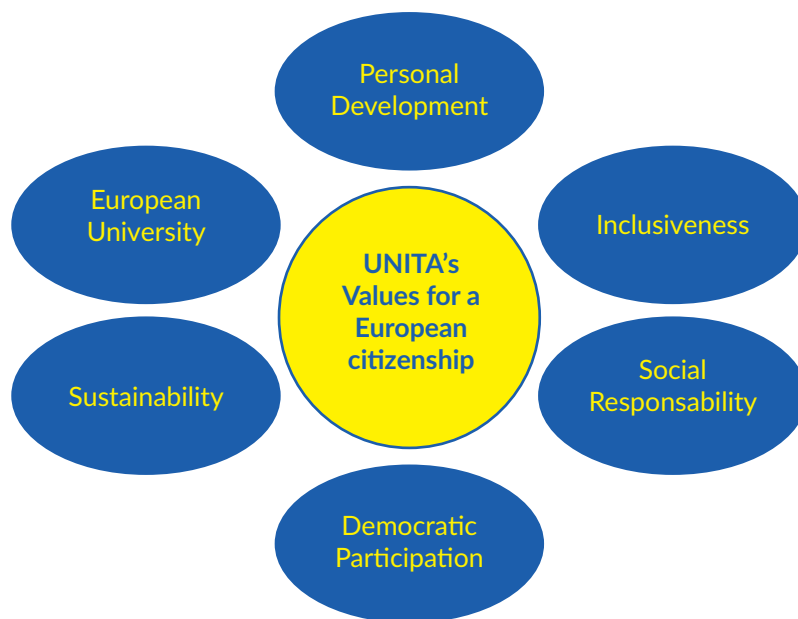 Personal
Development
European
University
Inclusiveness
UNITA’s
Values for a
European
citizenship
Sustainability
Social
Responsability
Democratic
Participation